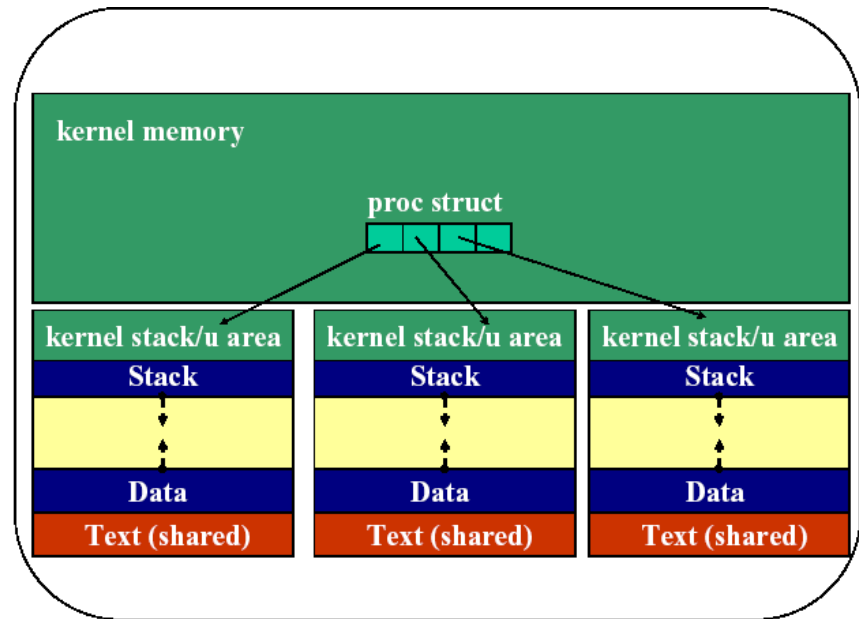 kernel memory
proc struct
kernel stack/u area
kernel stack/u area
kernel stack/u area
Stack
Stack
Stack
Data
Data
Data
Text (shared)
Text (shared)
Text (shared)